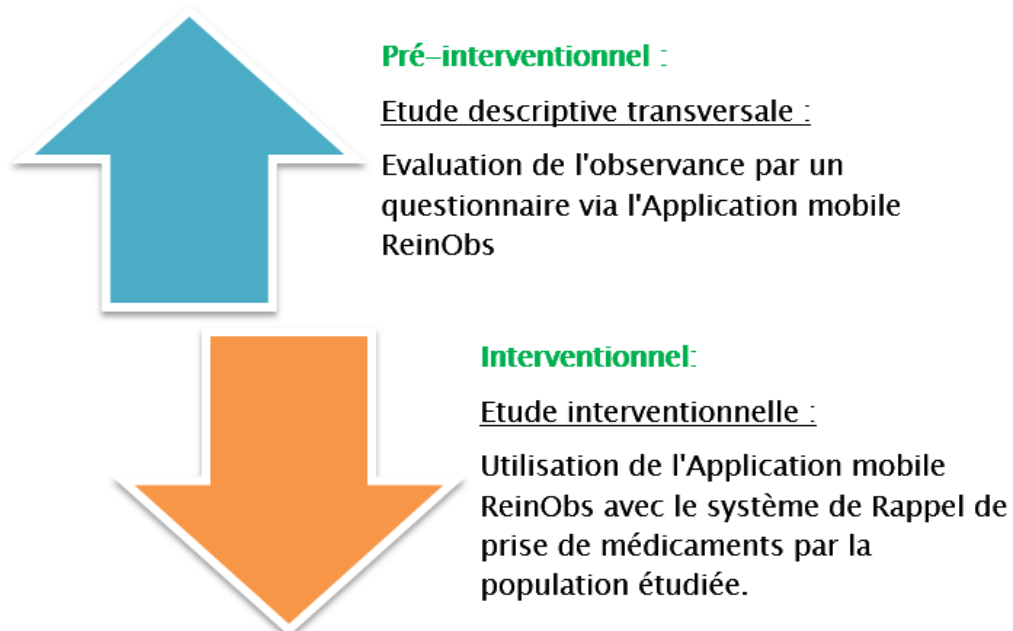 Pré-interventionnel :
Etude descriptive transversale :
Evaluation de l'observance par un
questionnaire via l'Application mobile
ReinObs
Interventionnel:
Etude interventionnelle :
Utilisation de l'Application mobile
ReinObs avec le système de Rappel de
prise de médicaments par la
population étudiée.